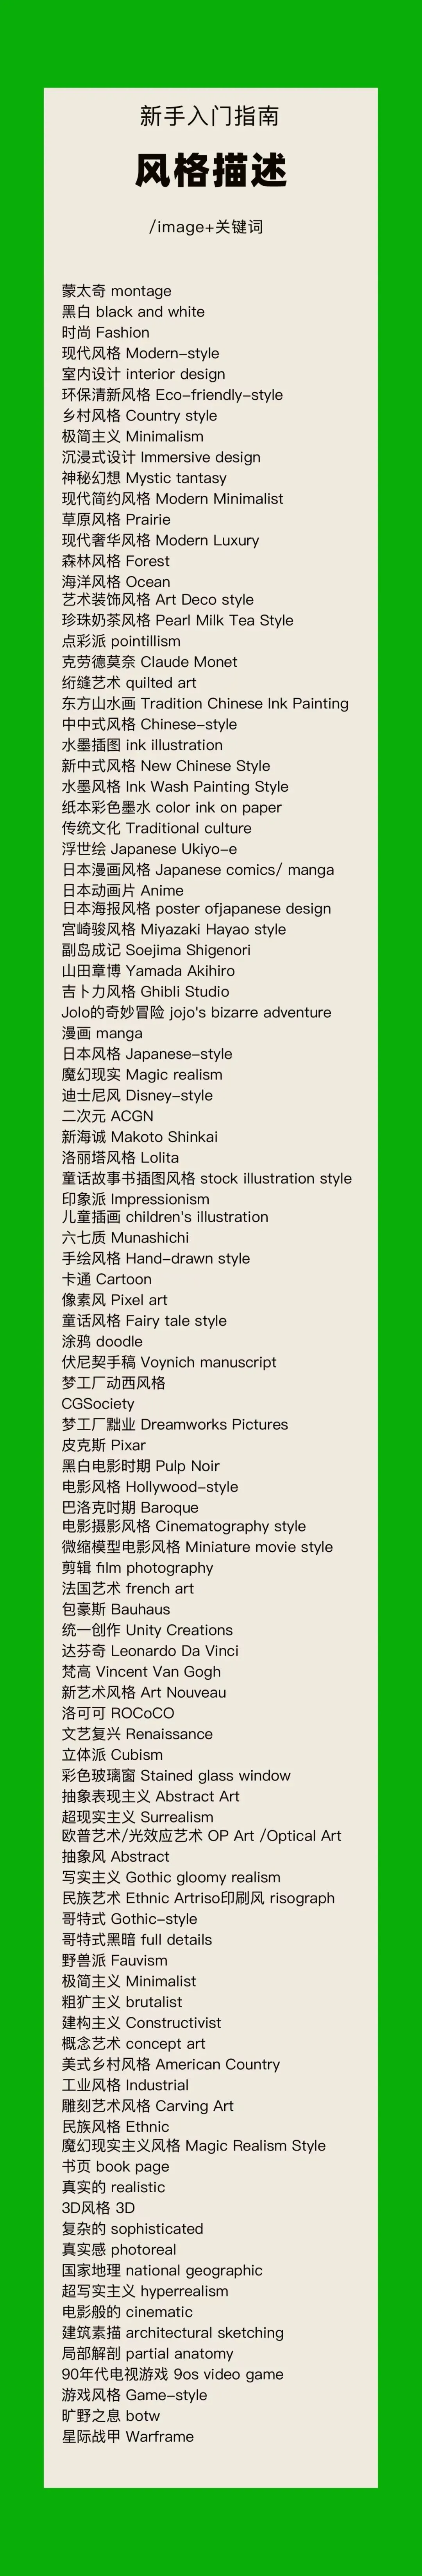 新手入门指南
风格描述
/image+关键词
蒙太奇 montage
黑白 black and white
时尚 Fashion
现代风格 Modern-style
室内设计 interior design
环保清新风格 Eco-friendly-style
乡村风格 Country style
极简主义 Minimalism
沉浸式设计 Immersive design
神秘幻想 Mystic tantasy
现代简约风格 Modern Minimalist
草原风格 Prairie
现代奢华风格 Modern Luxury
森林风格 Forest
海洋风格 Ocean
艺术装饰风格 Art Deco style
珍珠奶茶风格 Pearl Milk Tea Style
点彩派 pointillism
克劳德莫奈 Claude Monet
绗缝艺术 quilted art
东方山水画 Tradition Chinese Ink Painting
中中式风格 Chinese-style
水墨插图 ink illustration
新中式风格 New Chinese Style
水墨风格 Ink Wash Painting Style
纸本彩色墨水 color ink on paper
传统文化 Traditional culture
浮世绘 Japanese Ukiyo-e
日本漫画风格 Japanese comics/ manga
日本动画片 Anime
日本海报风格 poster ofjapanese design
宫崎骏风格 Miyazaki Hayao style
副岛成记 Soejima Shigenori
山田章博 Yamada Akihiro
吉卜力风格 Ghibli Studio
Jolo的奇妙冒险 jojo's bizarre adventure
漫画 manga
日本风格 Japanese-style
魔幻现实 Magic realism
迪士尼风 Disney-style
二次元 ACGN
新海诚 Makoto Shinkai
洛丽塔风格 Lolita
童话故事书插图风格 stock illustration style
印象派 Impressionism
儿童插画 children's illustration
六七质 Munashichi
手绘风格 Hand-drawn style
卡通 Cartoon
像素风 Pixel art
童话风格 Fairy tale style
涂鸦 doodle
伏尼契手稿 Voynich manuscript
梦工厂动西风格
CGSociety
梦工厂黜业 Dreamworks Pictures
皮克斯 Pixar
黑白电影时期 Pulp Noir
电影风格 Hollywood-style
巴洛克吋期 Baroque
电影摄影风格 Cinematography style
微缩模型电影风格 Miniature movie style
剪辑 film photography
法国艺术 french art
包豪斯 Bauhaus
统一创作 Unity Creations
达芬奇 Leonardo Da Vinci
梵高 Vincent Van Gogh
新艺术风格 Art Nouveau
洛可可 ROCoCO
文艺复兴 Renaissance
立体派 Cubism
彩色玻璃窗 Stained glass window
抽象表现主义 Abstract Art
超现实主义 Surrealism
欧普艺术/光效应艺术 OP Art /Optical Art
抽象风 Abstract
写实主义 Gothic gloomy realism
民族艺术 Ethnic Artriso印刷风 risograph
哥特式 Gothic-style
哥特式黑暗 full details
野兽派 Fauvism
极简主义 Minimalist
粗犷主义 brutalist
建构主义 Constructivist
概念艺术 concept art
美式乡村风格 American Country
工业风格 Industrial
雕刻艺术风格 Carving Art
民族风格 Ethnic
魔幻现实主义风格 Magic Realism Style
书页 book page
真实的 realistic
3D风格 3D
复杂的 sophisticated
真实感 photoreal
国家地理 national geographic
超写实主义 hyperrealism
电影般的 cinematic
建筑素描 architectural sketching
局部解剖 partial anatomy
90年代电视游戏 9os video game
游戏风格 Game-style
旷野之息 botw
星际战甲 Warframe